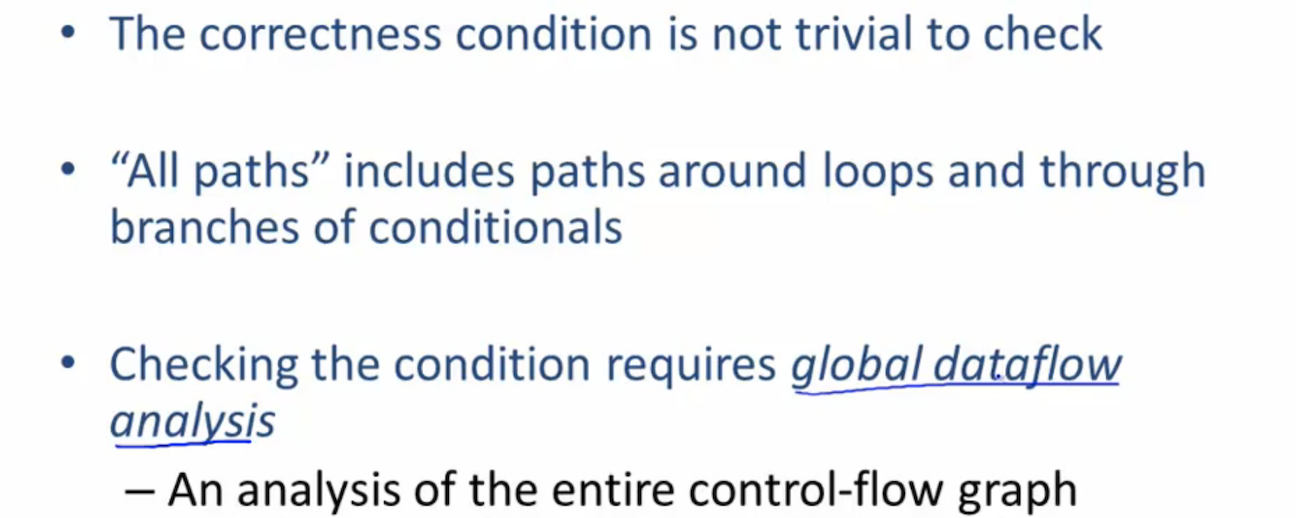 • The correctness condition is not trivial to check
• “All paths” includes paths around loops and through
branches of conditionals
• Checking the condition requires global dataflow
analysis
– An analysis of the entire control-flow graph